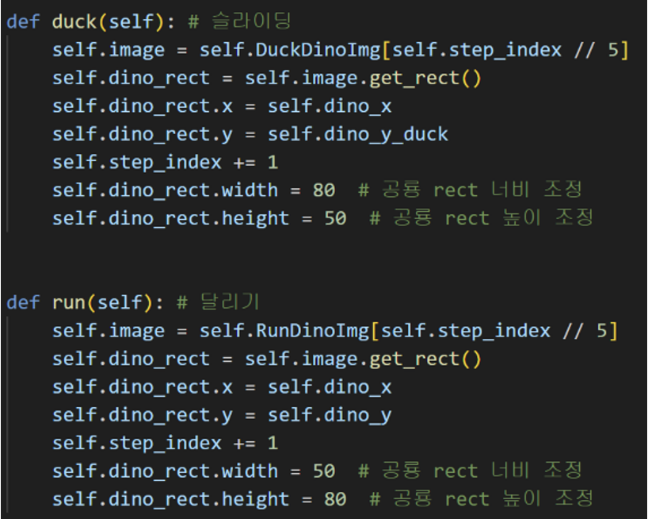 def duck(self): # 슬라이딩
    self.image = self.DuckDinoImg[self.step_index // 5]
    self.dino_rect = self.image.get_rect()
    self.dino_rect.x = self.dino_x
    self.dino_rect.y = self.dino_y_duck
    self.step_index += 1
    self.dino_rect.width = 80  # 공룡 rect 너비 조정
    self.dino_rect.height = 50  # 공룡 rect 높이 조정
def run(self): # 달리기
    self.image = self.RunDinoImg[self.step_index // 5]
    self.dino_rect = self.image.get_rect()
    self.dino_rect.x = self.dino_x
    self.dino_rect.y = self.dino_y
    self.step_index += 1
    self.dino_rect.width = 50  # 공룡 rect 너비 조정
    self.dino_rect.height = 80  # 공룡 rect 높이 조정